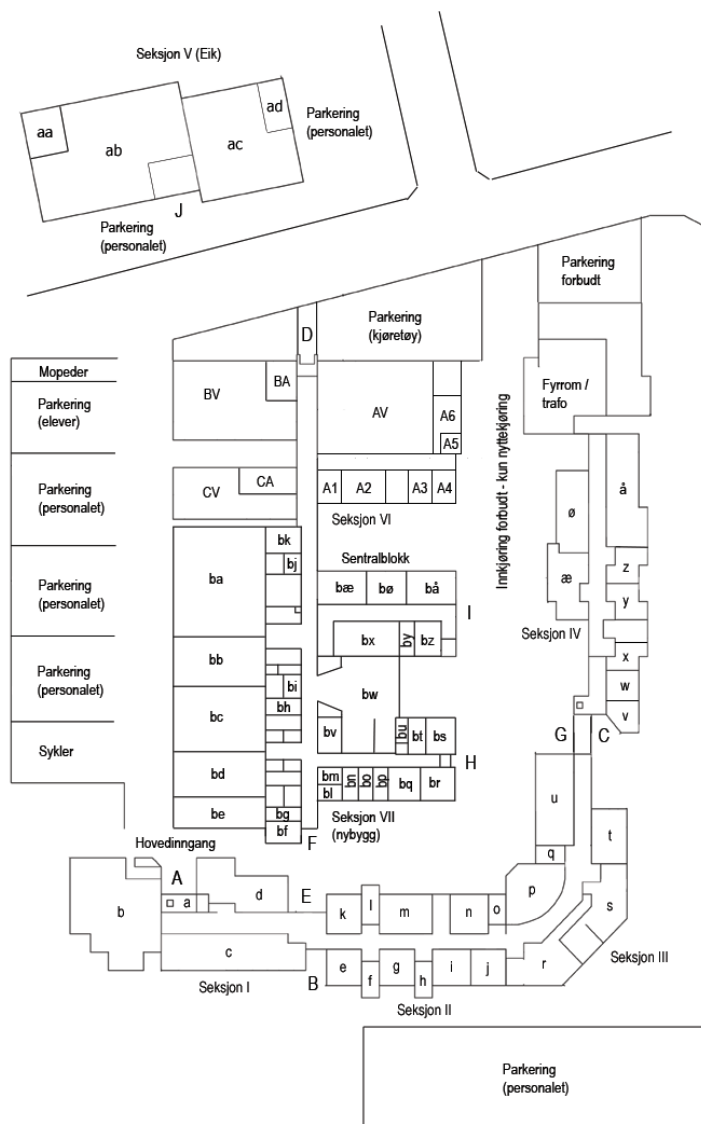 Seksjon V (Eik)
aa
ab
ac
ad
Parkering
(personalet)
J
Parkering
(personalet)
Parkering
forbudt
D
Parkering
(kjøretøy)
Mopeder
Parkering
(elever)
BV
BA
AV
A6
A5
Fyrrom /
trafo
Innkjøring forbudt - kun nyttekjøring
Parkering
(personalet)
CV
CA
A1
A2
A3
A4
Seksjon VI
å
ø
bk
bj
ba
Sentralblokk
bæ
bø
bå
I
Parkering
(personalet)
z
æ
y
Seksjon IV
bx
by
bz
x
bb
bi
w
Parkering
(personalet)
bc
bh
bw
v
bv
bu
bt
bs
G
C
Sykler
bd
H
bm
bl
bn
bo
bp
bq
br
be
bg
bf
Seksjon VII
(nybygg)
F
u
t
Hovedinngang
q
A
a
b
d
E
k
l
m
n
o
p
s
c
B
e
f
g
h
i
j
r
Seksjon III
Seksjon I
Seksjon II
Parkering
(personalet)